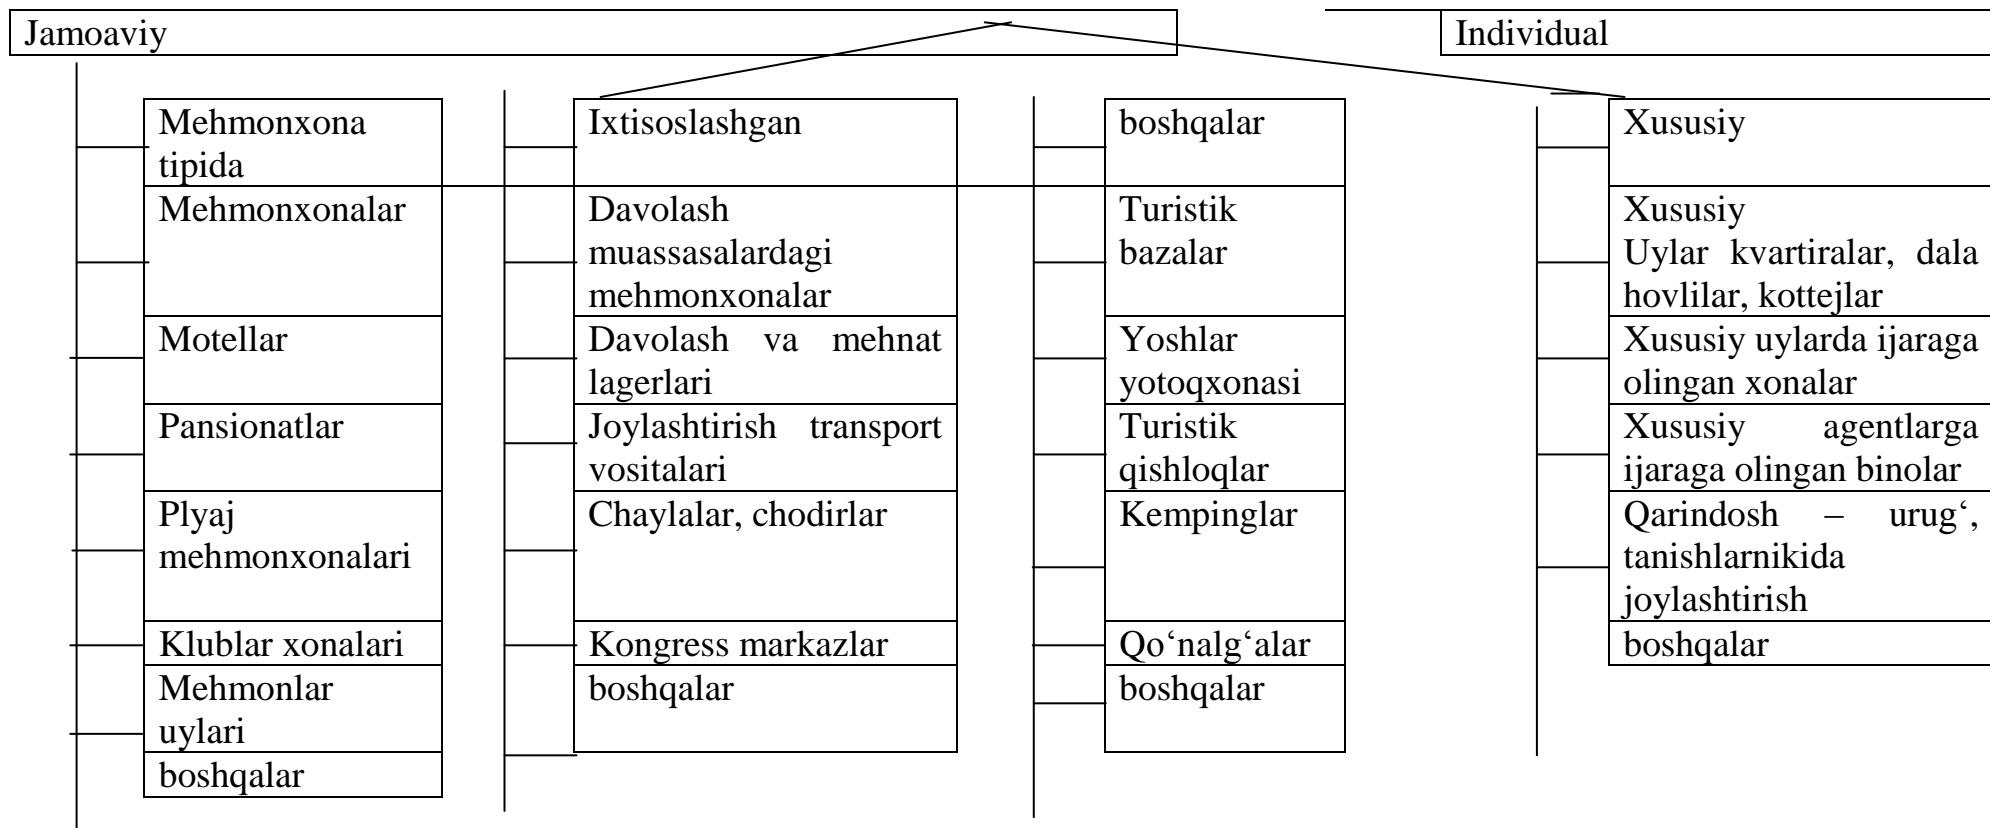 Jamoaviy
Individual
Mehmonxona
tipida
Mehmonxonalar
Motellar
Pansionatlar
Plyaj
mehmonxonalari
Klublar xonalari
Mehmonlar
uylari
boshqalar
Ixtisoslashgan
Davolash
muassasalardagi
mehmonxonalar
Davolash va mehnat
lagerlari
Joylashtirish transport
vositalari
Chaylalar, chodirlar
Kongress markazlar
boshqalar
boshqalar
Turistik
bazalar
Yoshlar
yotoqxonasi
Turistik
qishloqlar
Kempinglar
Qo‘nalg‘alar
boshqalar
Xususiy
Xususiy
Uylar kvartiralar, dala
hovlilar, kottejlar
Xususiy uylarda ijaraga
olingan xonalar
Xususiy agentlarga
ijaraga olingan binolar
Qarindosh – urug‘,
tanishlarnikida
joylashtirish
boshqalar